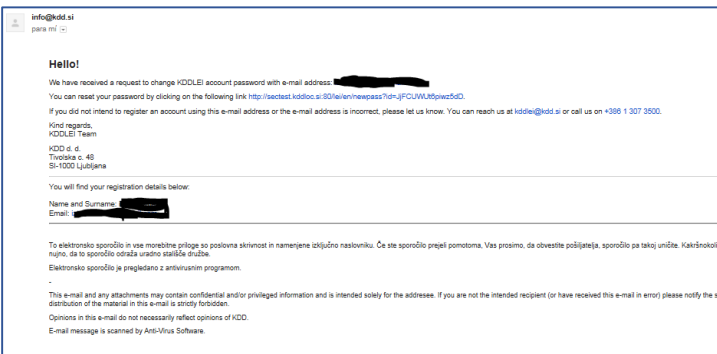 info@kdd.si
para mí
Hello!
We have received a request to change KDDLEI account password with e-mail address:
You can reset your password by clicking on the following link http://sectest.kddloc.si:80/lei/en/newpass?id=JjFCUWUt6piwz5dD.
If you did not intend to register an account using this e-mail address or the e-mail address is incorrect, please let us know. You can reach us at kddlei@kdd.si or call us on +386 1 307 3500.
Kind regards,
KDDLEI Team
KDD d. d.
Tivolska c. 48
SI-1000 Ljubljana
You will find your registration details below:
Name and Surname:
Email:
To elektronsko sporočilo in vse morebitne priloge so poslovna skrivnost in namenjene izključno naslovniku. Če ste sporočilo prejeli pomotoma, Vas prosimo, da obvestite pošiljatelja, sporočilo pa takoj uničite. Kakršnokoli
nujno, da to sporočilo odraža uradno stališče družbe.
Elektronsko sporočilo je pregledano z antivirusnim programom.
-
This e-mail and any attachments may contain confidential and/or privileged information and is intended solely for the addresee. If you are not the intended recipient (or have received this e-mail in error) please notify the s
distribution of the material in this e-mail is strictly forbidden.
Opinions in this e-mail do not necessarily reflect opinions of KDD.
E-mail message is scanned by Anti-Virus Software.